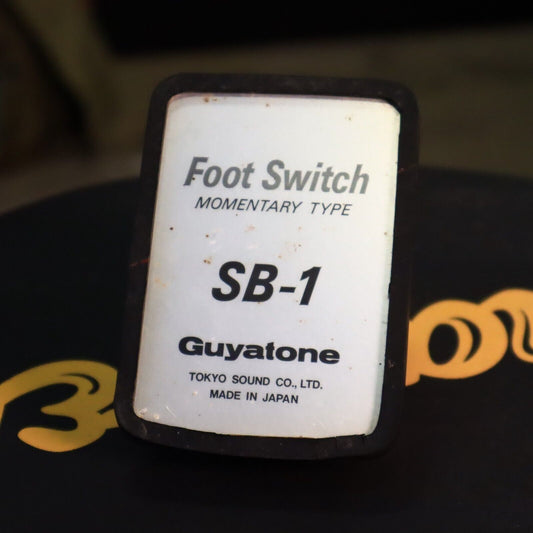 Foot Switch
MOMENTARY TYPE
SB-1
Guyatone
TOKYO SOUND CO., LTD.
MADE IN JAPAN